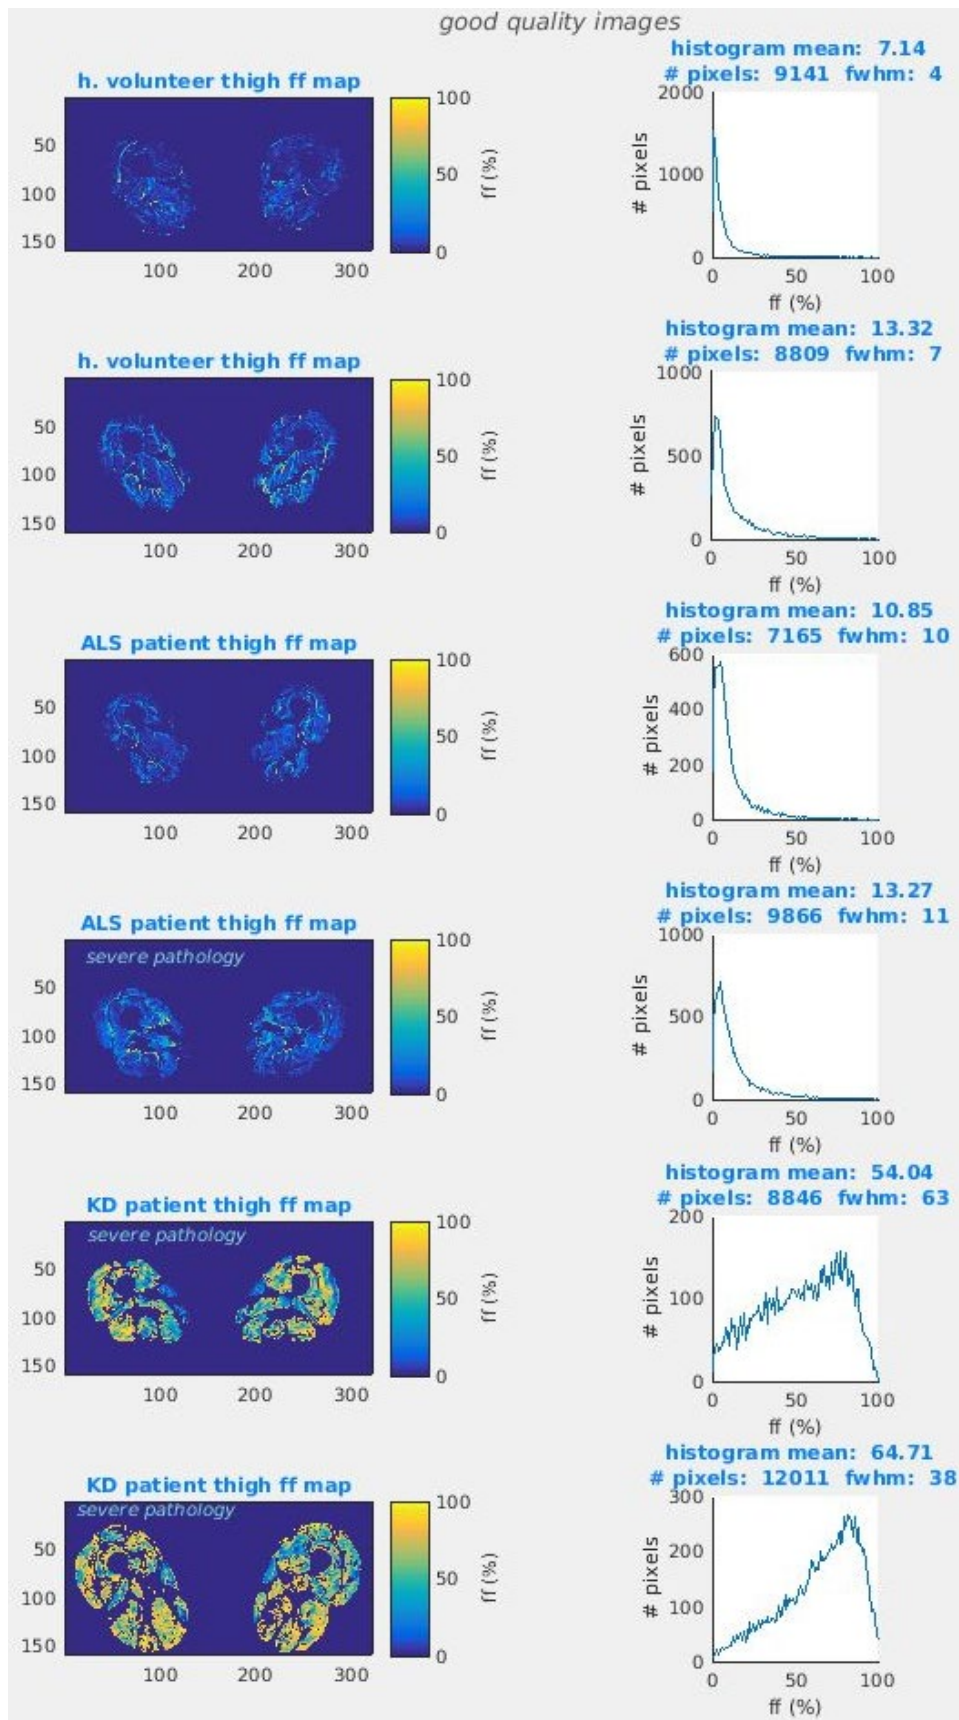 good quality images
h. volunteer thigh ff map
50
100
150
100
200
300
100
50
0
ff (%)
histogram mean: 7.14
# pixels: 9141 fwhm: 4
2000
1000
0
# pixels
0
50
100
ff (%)
h. volunteer thigh ff map
50
100
150
100
200
300
100
50
0
ff (%)
histogram mean: 13.32
# pixels: 8809 fwhm: 7
1000
500
0
# pixels
0
50
100
ff (%)
ALS patient thigh ff map
50
100
150
100
200
300
100
50
0
ff (%)
histogram mean: 10.85
# pixels: 7165 fwhm: 10
600
400
200
0
# pixels
0
50
100
ff (%)
ALS patient thigh ff map
severe pathology
50
100
150
100
200
300
100
50
0
ff (%)
histogram mean: 13.27
# pixels: 9866 fwhm: 11
1000
500
0
# pixels
0
50
100
ff (%)
KD patient thigh ff map
severe pathology
50
100
150
100
200
300
100
50
0
ff (%)
histogram mean: 54.04
# pixels: 8846 fwhm: 63
200
100
0
# pixels
0
50
100
ff (%)
KD patient thigh ff map
severe pathology
50
100
150
100
200
300
100
50
0
ff (%)
histogram mean: 64.71
# pixels: 12011 fwhm: 38
300
200
100
0
# pixels
0
50
100
ff (%)